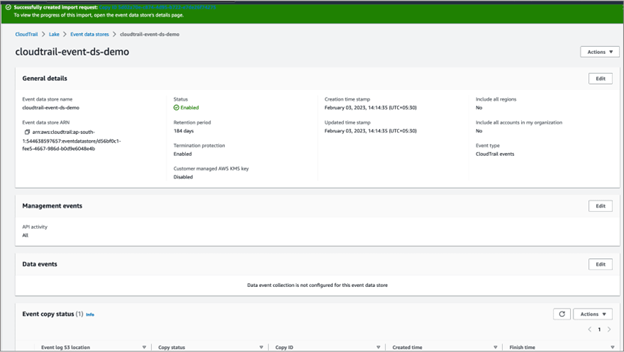 Successfully created import request:
To view the progress of this import, open the event data store's details page.
CloudTrail > Lake > Event data stores > cloudtrail-event-ds-demo
cloudtrail-event-ds-demo
Actions ▼
General details
Edit
Event data store name
cloudtrail-event-ds-demo
Event data store ARN
arn:aws:cloudtrail:ap-south-
1:544638597657:eventdatastore/d56bf0c1-
fee5-4667-986d-b0d9e6048e4b
Status
Enabled
Retention period
184 days
Termination protection
Enabled
Customer managed AWS KMS key
Disabled
Creation time stamp
February 03, 2023, 14:14:35 (UTC+05:30)
Updated time stamp
February 03, 2023, 14:14:35 (UTC+05:30)
Include all regions
No
Include all accounts in my organization
No
Event type
CloudTrail events
Management events
Edit
API activity
All
Data events
Edit
Data event collection is not configured for this event data store
Event copy status (1) Info
Actions ▼
< 1 >
Event log S3 location
Copy status
Copy ID
Created time
Finish time